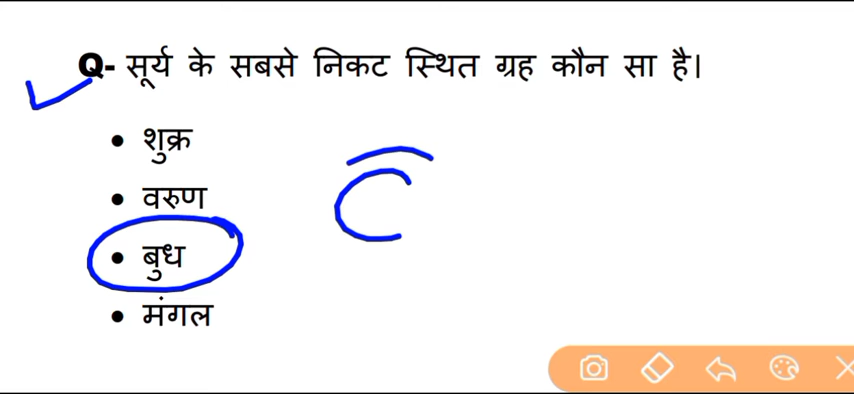 Q- सूर्य के सबसे निकट स्थित ग्रह कौन सा है।
• शुक्र
• वरुण
C
• बुध
• मंगल